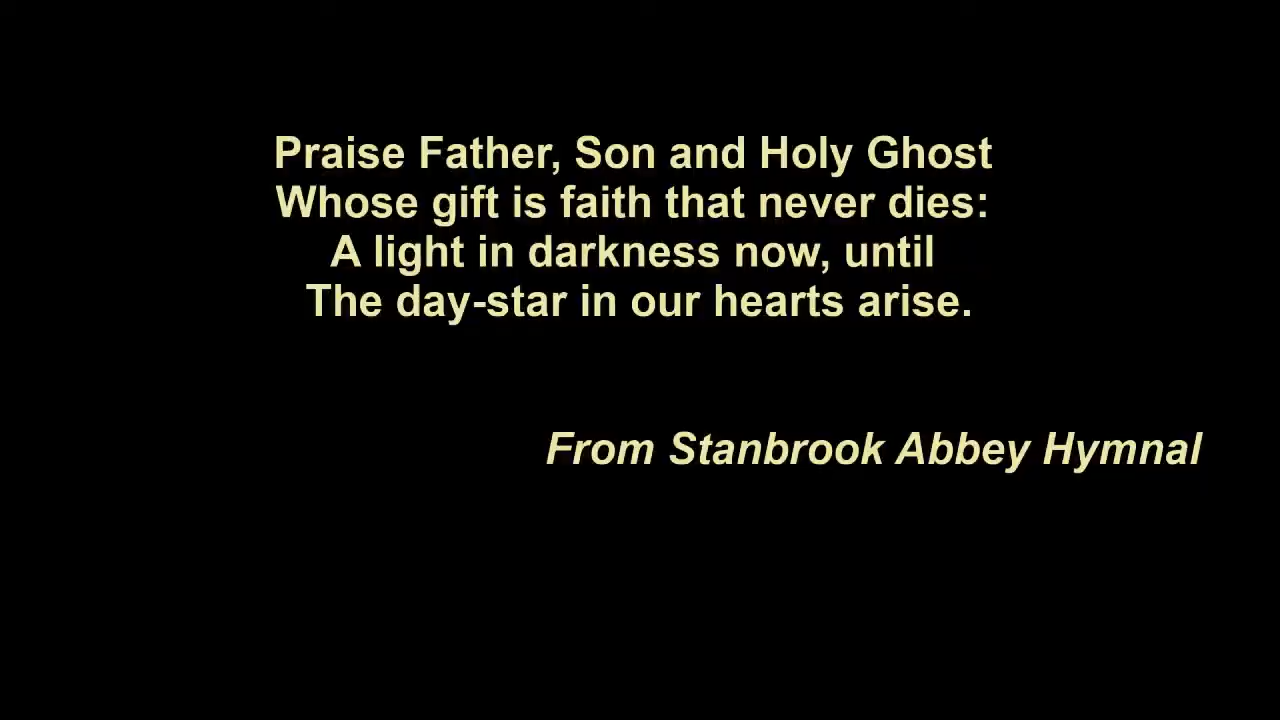 Praise Father, Son and Holy Ghost
Whose gift is faith that never dies:
A light in darkness now, until
The day-star in our hearts arise.
From Stanbrook Abbey Hymnal